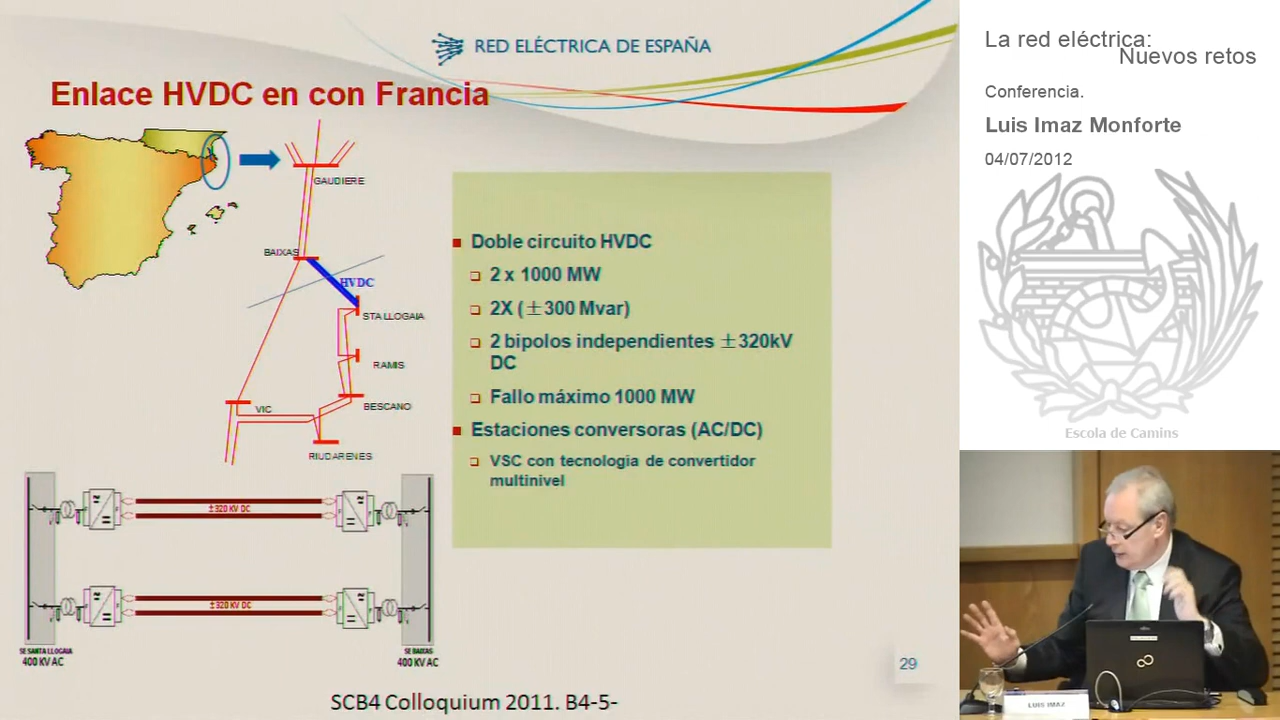 RED ELÉCTRICA DE ESPAÑA
Enlace HVDC en con Francia
GAUDIERE
BAIXAS
HVDC
STA LLOGAIA
RAMIS
BESCANO
VIC
RIUDARENES
Doble circuito HVDC
2 x 1000 MW
2X (±300 Mvar)
2 bipolos independientes ±320kV
DC
Fallo máximo 1000 MW
Estaciones conversoras (AC/DC)
VSC con tecnologia de convertidor
multinivel
±320 KV DC
±320 KV DC
SE SANTA LLOGAIA
400 KV AC
SE BAIXAS
400 KV AC
29
SCB4 Colloquium 2011. B4-5-
La red eléctrica:
Nuevos retos
Conferencia.
Luis Imaz Monforte
04/07/2012
Escola de Camins
LUIS IMAZ